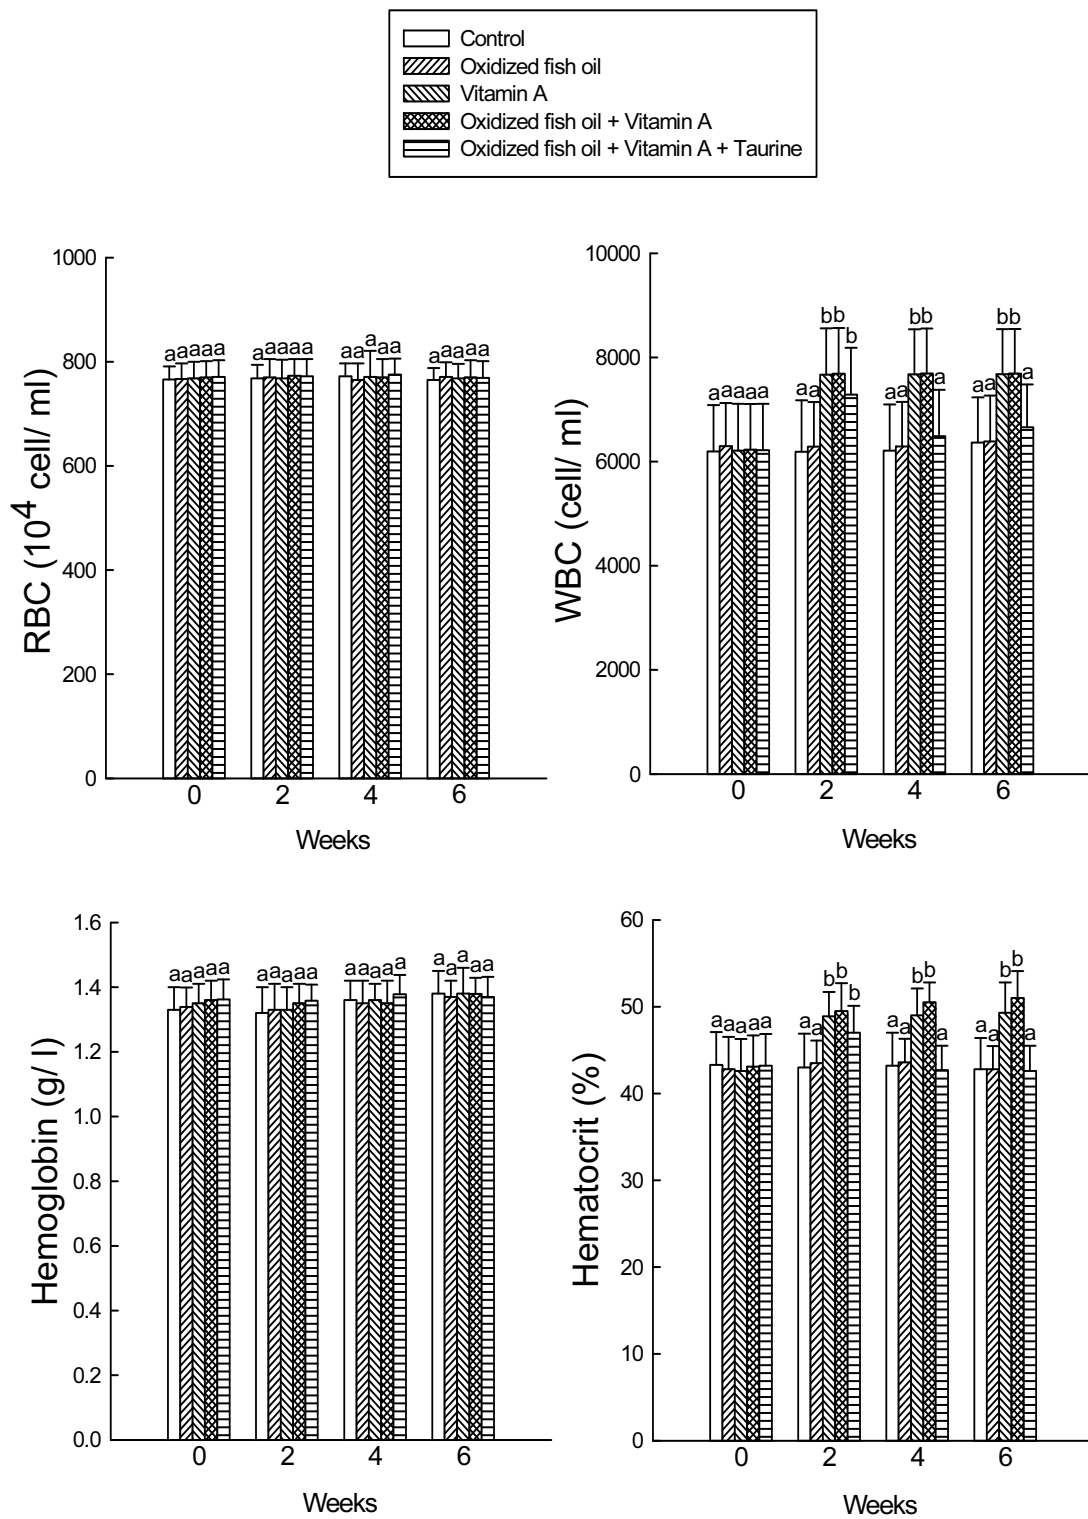 Control
Oxidized fish oil
Vitamin A
Oxidized fish oil + Vitamin A
Oxidized fish oil + Vitamin A + Taurine
RBC (10⁴ cell/ ml)
1000
800
600
400
200
0
aaaaa
aaaaa
aaaaa
aaaaa
0 2 4 6
Weeks
WBC (cell/ ml)
10000
8000
6000
4000
2000
0
aaaaa
aabbb
aabba
aabba
0 2 4 6
Weeks
Hemoglobin (g/ l)
1.6
1.4
1.2
1.0
0.8
0.6
0.4
0.2
0.0
aaaaa
aaaaa
aaaaa
aaaaa
0 2 4 6
Weeks
Hematocrit (%)
60
50
40
30
20
10
0
aaaaa
aabbb
aabba
aabba
0 2 4 6
Weeks